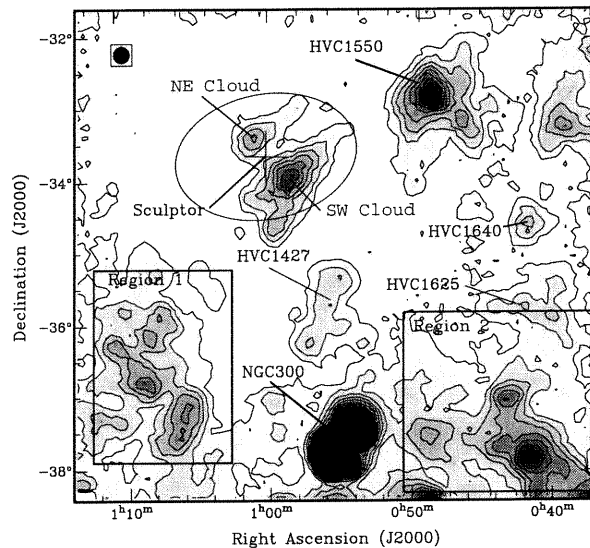 HVC1550
NE Cloud
Sculptor
SW Cloud
HVC1640
HVC1427
HVC1625
Region 1
Region 2
NGC300
-32°
-34°
-36°
-38°
Declination (J2000)
1h10m
1h00m
0h50m
0h40m
Right Ascension (J2000)